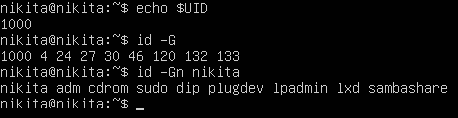 nikita@nikita:~$ echo $UID
1000
nikita@nikita:~$ id -G
1000 4 24 27 30 46 120 132 133
nikita@nikita:~$ id -Gn nikita
nikita adm cdrom sudo dip plugdev lpadmin lxd sambashare
nikita@nikita:~$ _